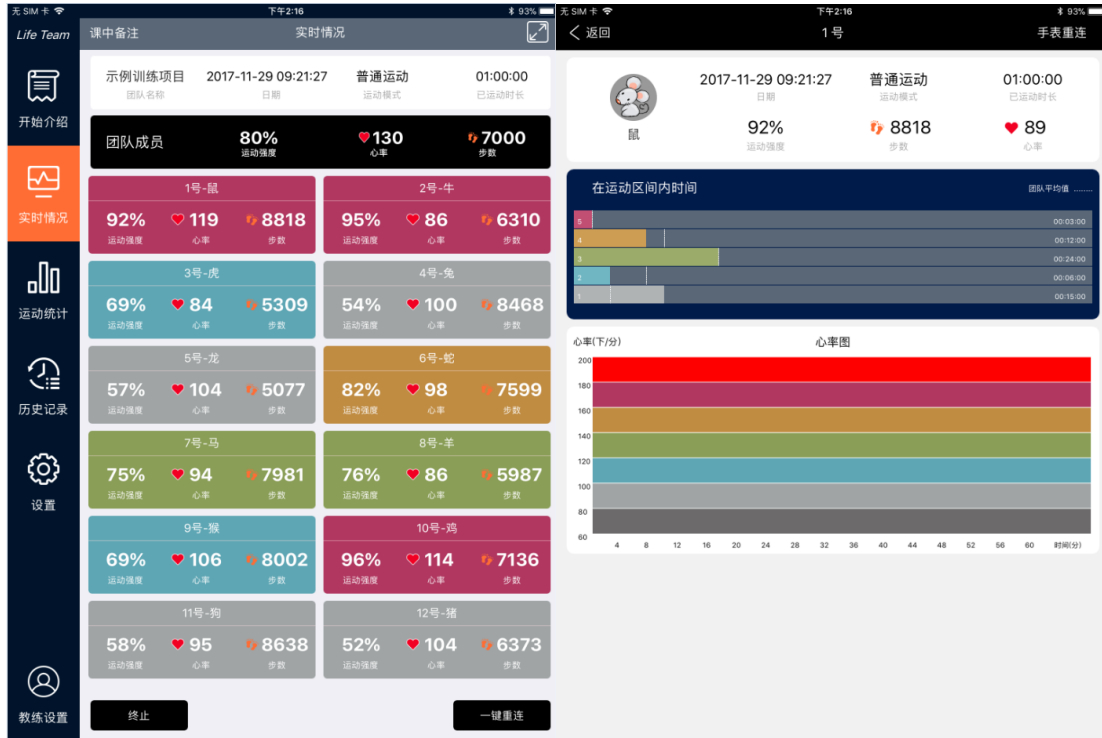 无 SIM 卡 下午2:16 93%
Life Team 课中备注 实时情况
开始介绍
实时情况
运动统计
历史记录
设置
教练设置
示例训练项目 2017-11-29 09:21:27 普通运动 01:00:00
团队名称 日期 运动模式 已运动时长
团队成员 80% 130 7000
运动强度 心率 步数
1号-鼠 2号-牛
92% 119 8818 95% 86 6310
运动强度 心率 步数 运动强度 心率 步数
3号-虎 4号-兔
69% 84 5309 54% 100 8468
运动强度 心率 步数 运动强度 心率 步数
5号-龙 6号-蛇
57% 104 5077 82% 98 7599
运动强度 心率 步数 运动强度 心率 步数
7号-马 8号-羊
75% 94 7981 76% 86 5987
运动强度 心率 步数 运动强度 心率 步数
9号-猴 10号-鸡
69% 106 8002 96% 114 7136
运动强度 心率 步数 运动强度 心率 步数
11号-狗 12号-猪
58% 95 8638 52% 104 6373
运动强度 心率 步数 运动强度 心率 步数
终止 一键重连
无 SIM 卡 下午2:16 93%
返回 1 号 手表重连
2017-11-29 09:21:27 普通运动 01:00:00
日期 运动模式 已运动时长
鼠
92% 8818 89
运动强度 步数 心率
在运动区间内时间 团队平均值 ........
5 00:03:00
4 00:12:00
3 00:24:00
2 00:06:00
1 00:15:00
心率(下/分) 心率图
200
180
160
140
120
100
80
60
4 8 12 16 20 24 28 32 36 40 44 48 52 56 60 时间(分)